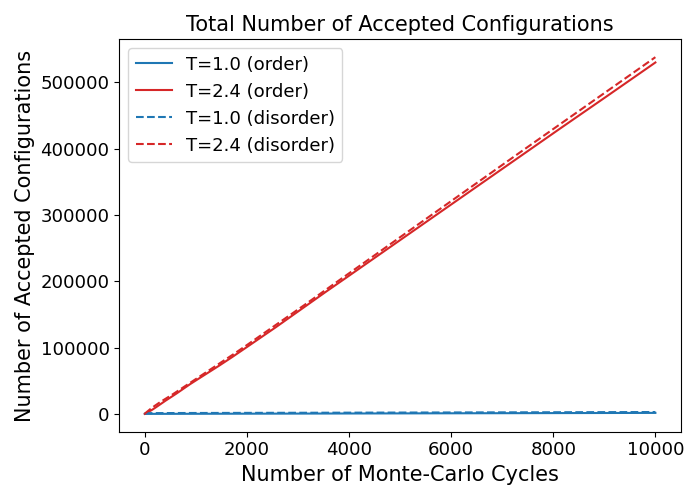 Total Number of Accepted Configurations
T=1.0 (order)
T=2.4 (order)
T=1.0 (disorder)
T=2.4 (disorder)
Number of Accepted Configurations
500000
400000
300000
200000
100000
0
0 2000 4000 6000 8000 10000
Number of Monte-Carlo Cycles